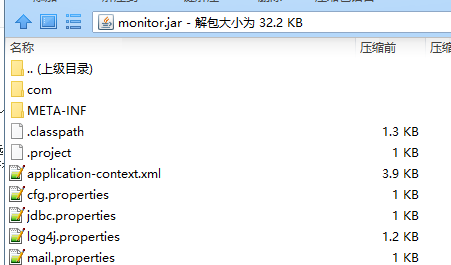 monitor.jar - 解包大小为 32.2 KB
名称 压缩前
.. (上级目录)
com
META-INF
.classpath 1.3 KB
.project 1 KB
application-context.xml 3.9 KB
cfg.properties 1 KB
jdbc.properties 1 KB
log4j.properties 1.2 KB
mail.properties 1 KB